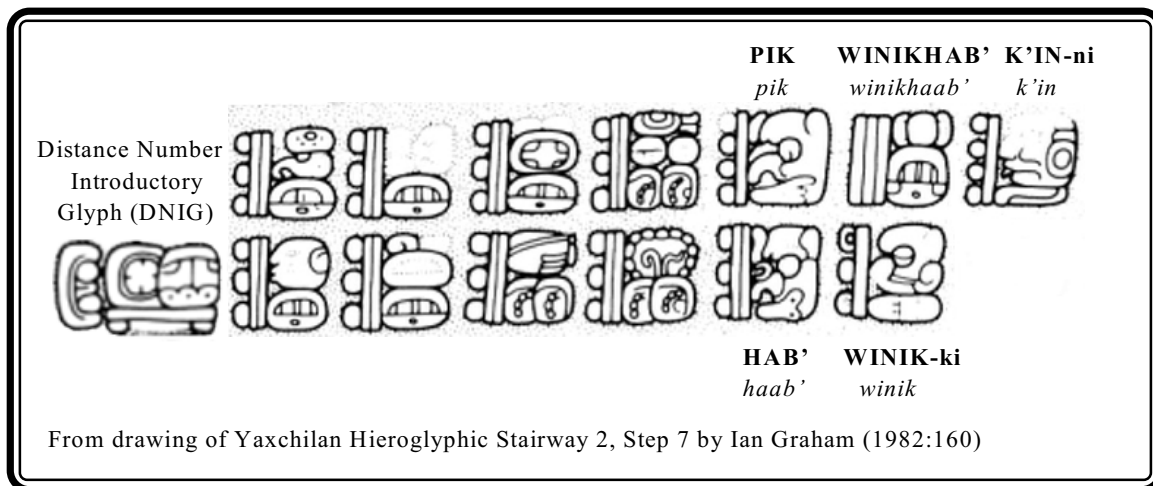 PIK WINIKHAB’ K’IN-ni
pik winikhaab’ k’in
Distance Number
Introductory
Glyph (DNIG)
HAB’ WINIK-ki
haab’ winik
From drawing of Yaxchilan Hieroglyphic Stairway 2, Step 7 by Ian Graham (1982:160)